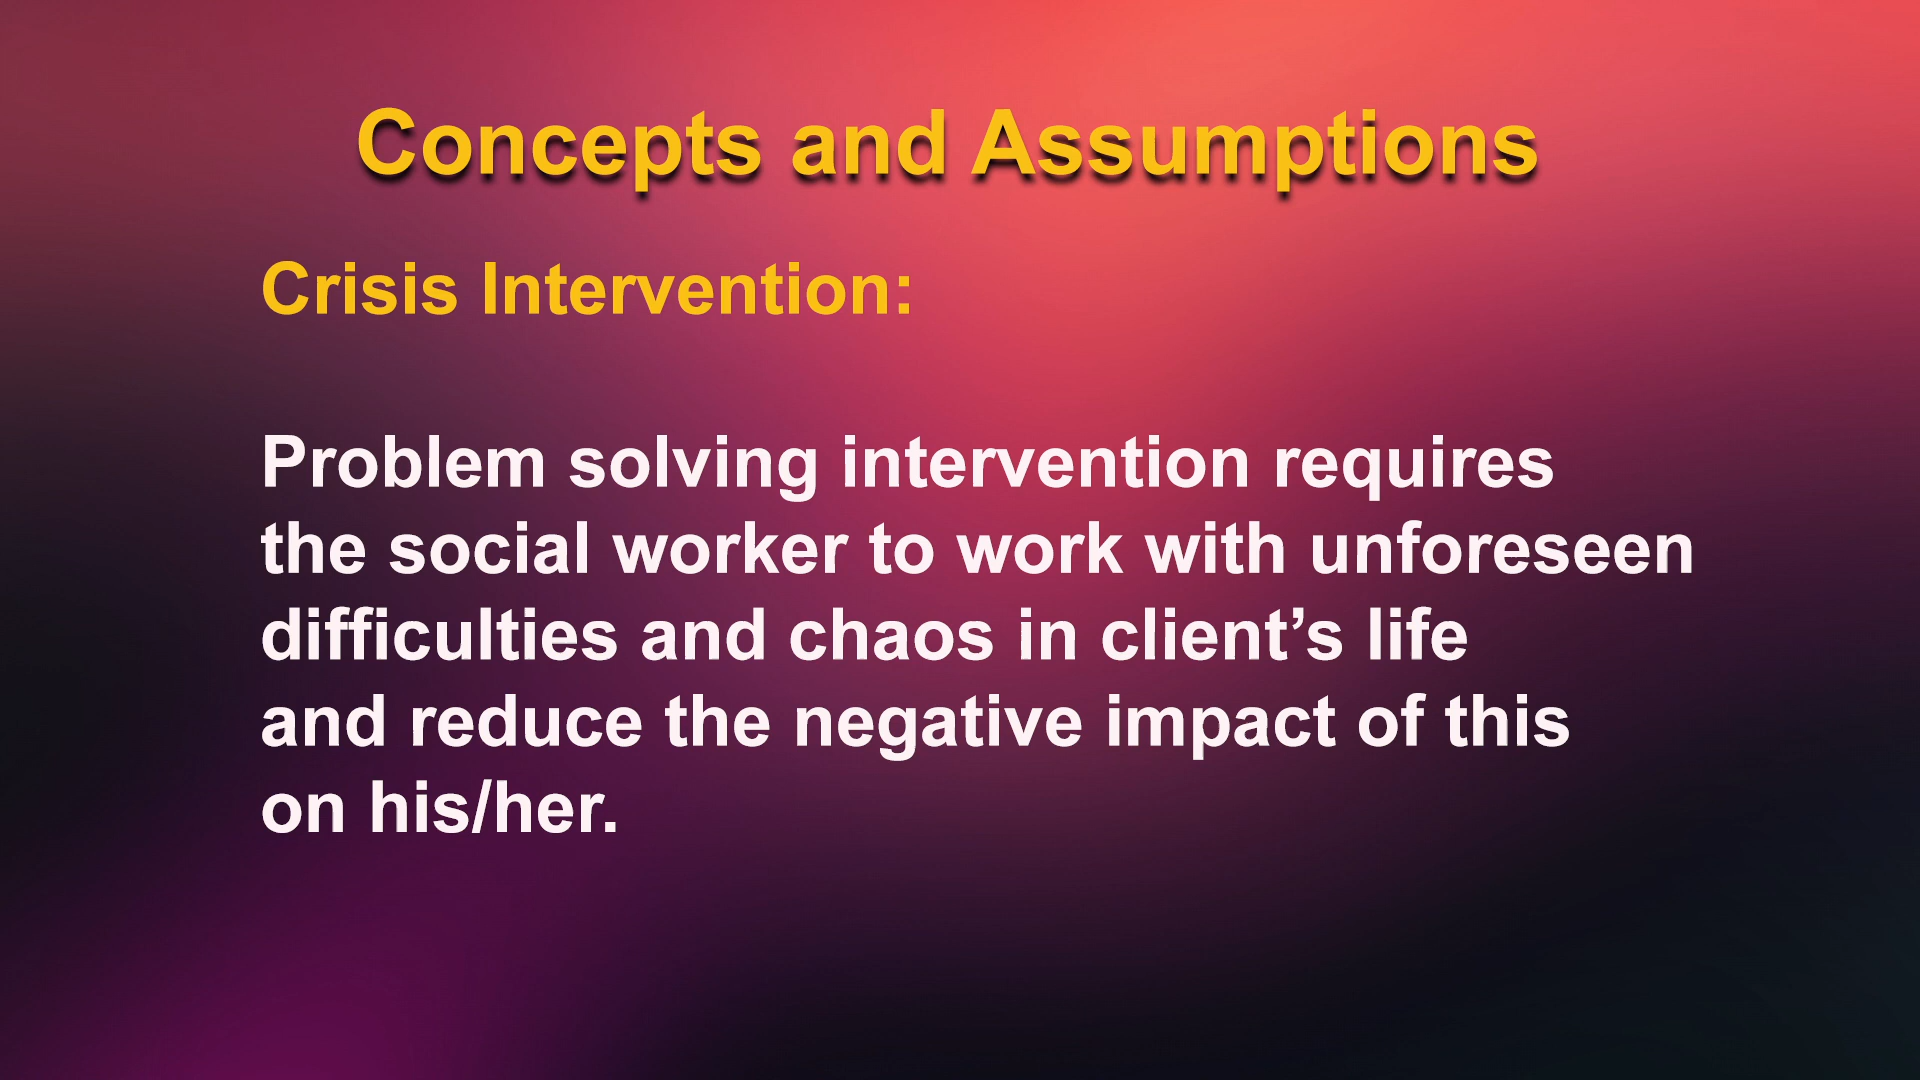 Concepts and Assumptions
Crisis Intervention:
Problem solving intervention requires
the social worker to work with unforeseen
difficulties and chaos in client’s life
and reduce the negative impact of this
on his/her.